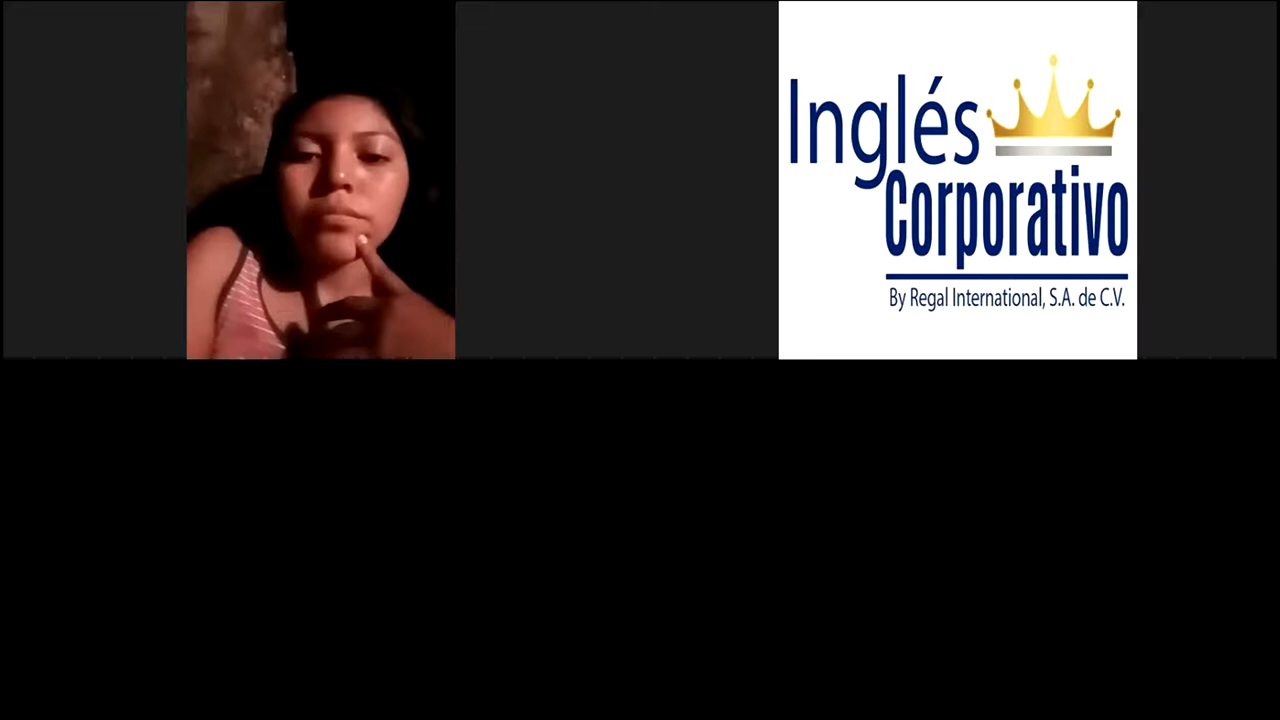 Inglés
Corporativo
By Regal International, S.A. de C.V.